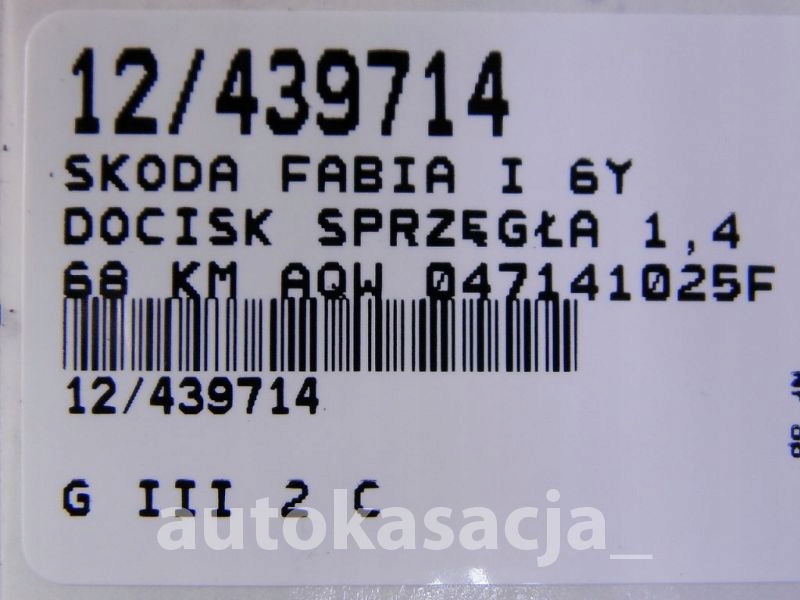 12/439714
SKODA FABIA I 6Y
DOCISK SPRZĘGŁA 1,4
68 KM AQW 047141025F
12/439714
G III 2 C
autokasacja_